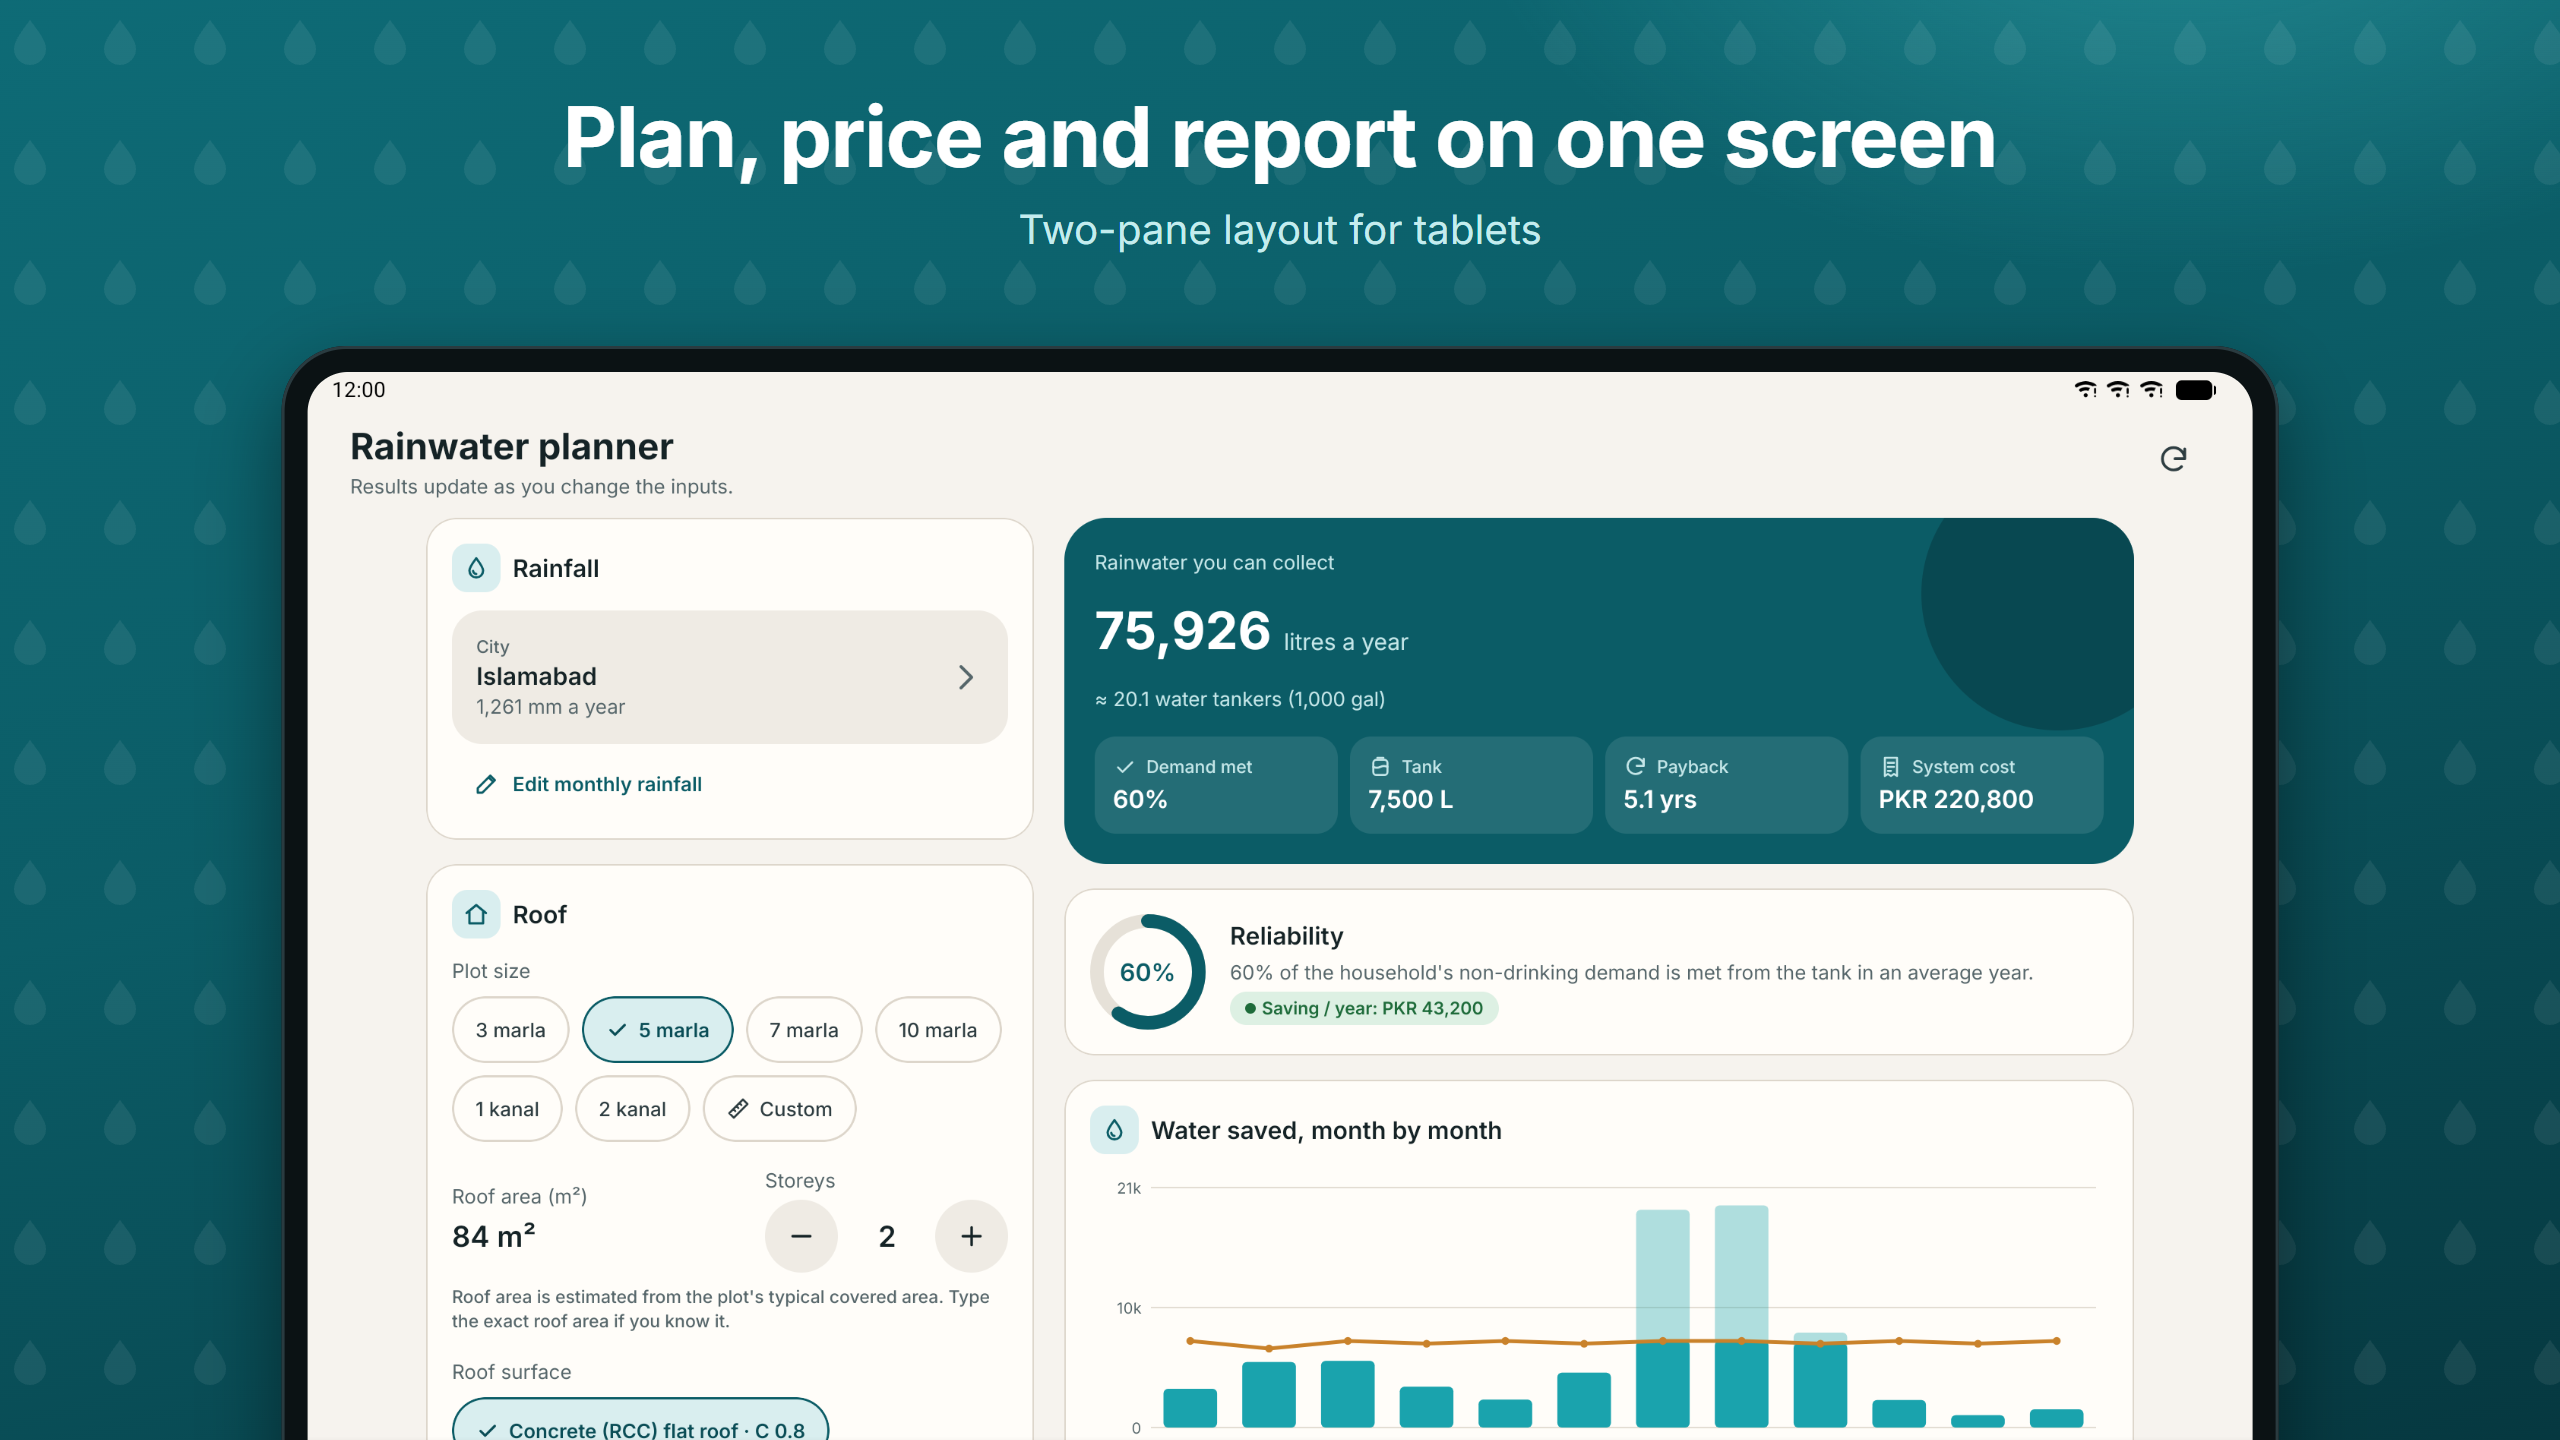 Plan, price and report on one screen
Two-pane layout for tablets
12:00
Rainwater planner
Results update as you change the inputs.
Rainfall
City
Islamabad
1,261 mm a year
Edit monthly rainfall
Roof
Plot size
3 marla
5 marla
7 marla
10 marla
1 kanal
2 kanal
Custom
Roof area (m²)
84 m²
Storeys
2
Roof area is estimated from the plot's typical covered area. Type
the exact roof area if you know it.
Roof surface
Concrete (RCC) flat roof · C 0.8
Rainwater you can collect
75,926 litres a year
≈ 20.1 water tankers (1,000 gal)
Demand met
60%
Tank
7,500 L
Payback
5.1 yrs
System cost
PKR 220,800
60%
Reliability
60% of the household's non-drinking demand is met from the tank in an average year.
Saving / year: PKR 43,200
Water saved, month by month
21k
10k
0